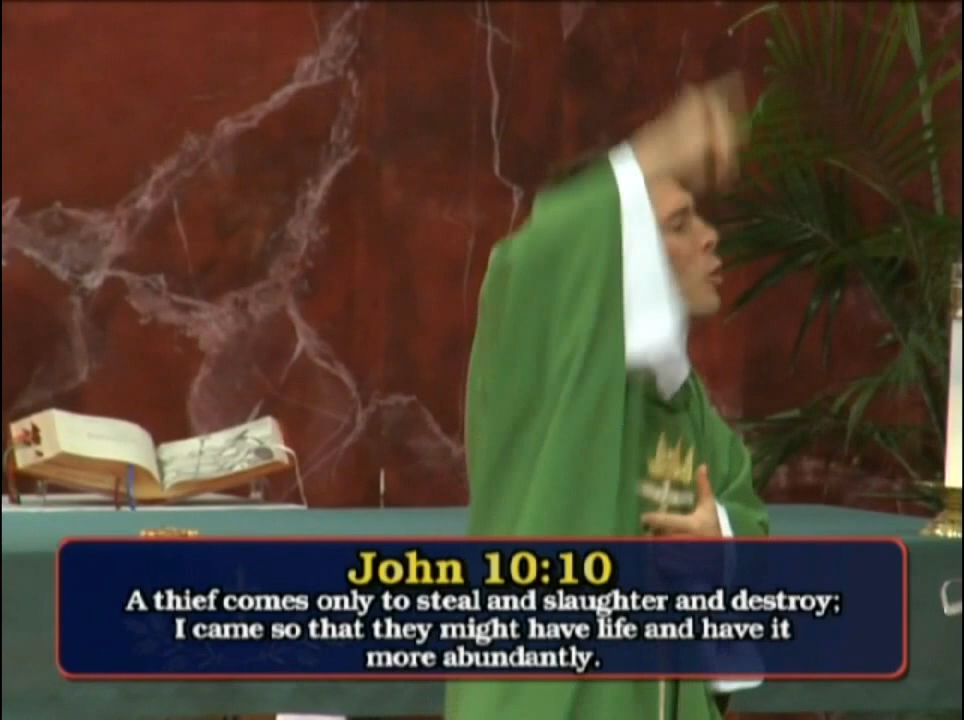 John 10:10
A thief comes only to steal and slaughter and destroy;
I came so that they might have life and have it
more abundantly.